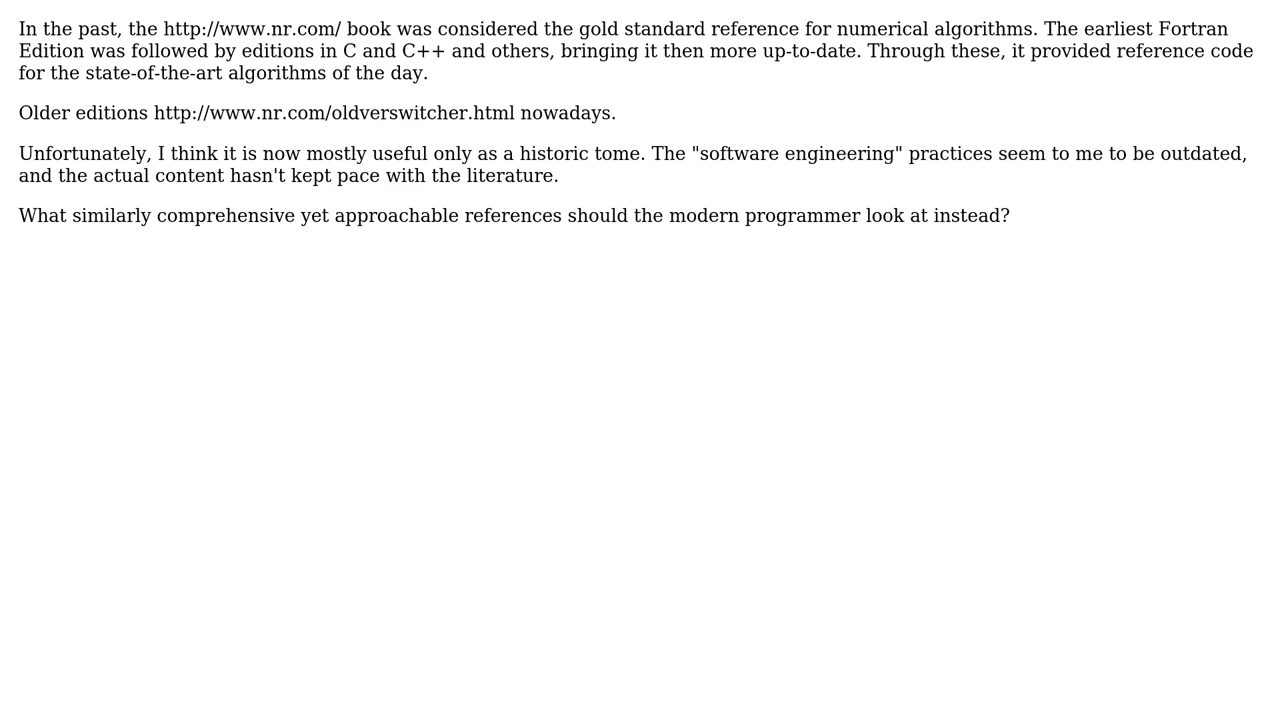 In the past, the http://www.nr.com/ book was considered the gold standard reference for numerical algorithms. The earliest Fortran
Edition was followed by editions in C and C++ and others, bringing it then more up-to-date. Through these, it provided reference code
for the state-of-the-art algorithms of the day.
Older editions http://www.nr.com/oldverswitcher.html nowadays.
Unfortunately, I think it is now mostly useful only as a historic tome. The "software engineering" practices seem to me to be outdated,
and the actual content hasn't kept pace with the literature.
What similarly comprehensive yet approachable references should the modern programmer look at instead?